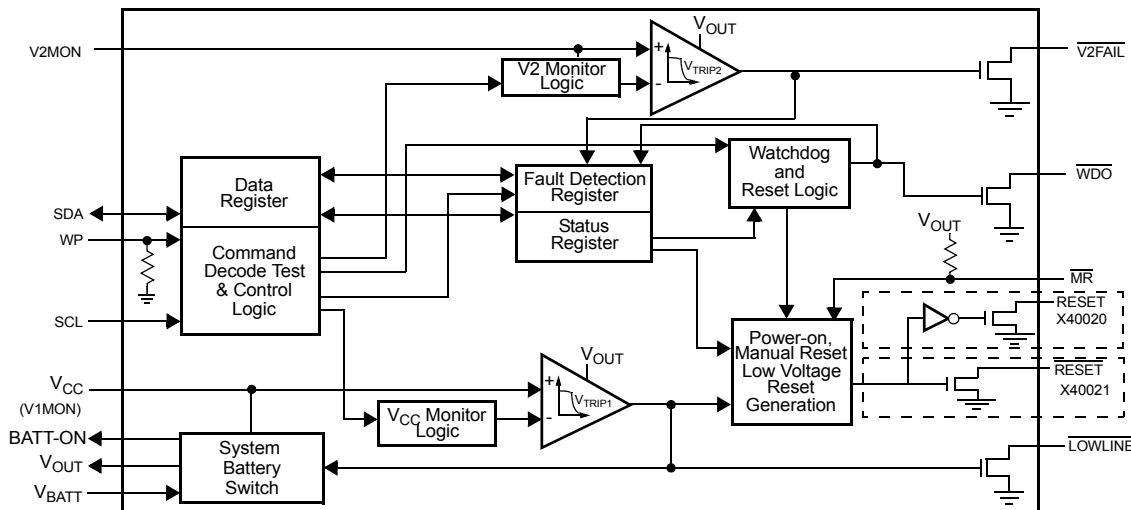 V2MON
V2 Monitor
Logic
+
-
VTRIP2
VOUT
V2FAIL
Data
Register
Command
Decode Test
& Control
Logic
SDA
WP
SCL
Fault Detection
Register
Status
Register
Watchdog
and
Reset Logic
WDO
VOUT
MR
Power-on,
Manual Reset
Low Voltage
Reset
Generation
RESET
X40020
RESET
X40021
VCC
(V1MON)
VCC Monitor
Logic
+
-
VTRIP1
VOUT
BATT-ON
VOUT
VBATT
System
Battery
Switch
LOWLINE